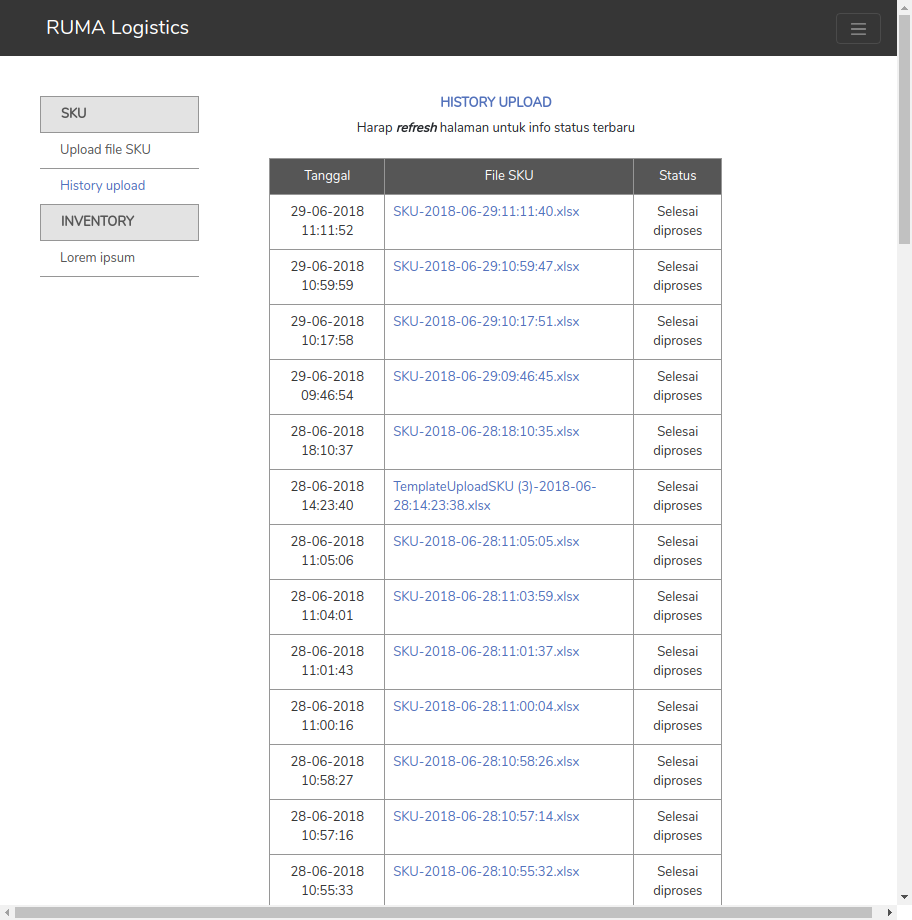 RUMA Logistics
SKU
Upload file SKU
History upload
INVENTORY
Lorem ipsum
HISTORY UPLOAD
Harap refresh halaman untuk info status terbaru
Tanggal File SKU Status
29-06-2018 SKU-2018-06-29:11:11:40.xlsx Selesai
11:11:52 diproses
29-06-2018 SKU-2018-06-29:10:59:47.xlsx Selesai
10:59:59 diproses
29-06-2018 SKU-2018-06-29:10:17:51.xlsx Selesai
10:17:58 diproses
29-06-2018 SKU-2018-06-29:09:46:45.xlsx Selesai
09:46:54 diproses
28-06-2018 SKU-2018-06-28:18:10:35.xlsx Selesai
18:10:37 diproses
28-06-2018 TemplateUploadSKU (3)-2018-06- Selesai
14:23:40 28:14:23:38.xlsx diproses
28-06-2018 SKU-2018-06-28:11:05:05.xlsx Selesai
11:05:06 diproses
28-06-2018 SKU-2018-06-28:11:03:59.xlsx Selesai
11:04:01 diproses
28-06-2018 SKU-2018-06-28:11:01:37.xlsx Selesai
11:01:43 diproses
28-06-2018 SKU-2018-06-28:11:00:04.xlsx Selesai
11:00:16 diproses
28-06-2018 SKU-2018-06-28:10:58:26.xlsx Selesai
10:58:27 diproses
28-06-2018 SKU-2018-06-28:10:57:14.xlsx Selesai
10:57:16 diproses
28-06-2018 SKU-2018-06-28:10:55:32.xlsx Selesai
10:55:33 diproses